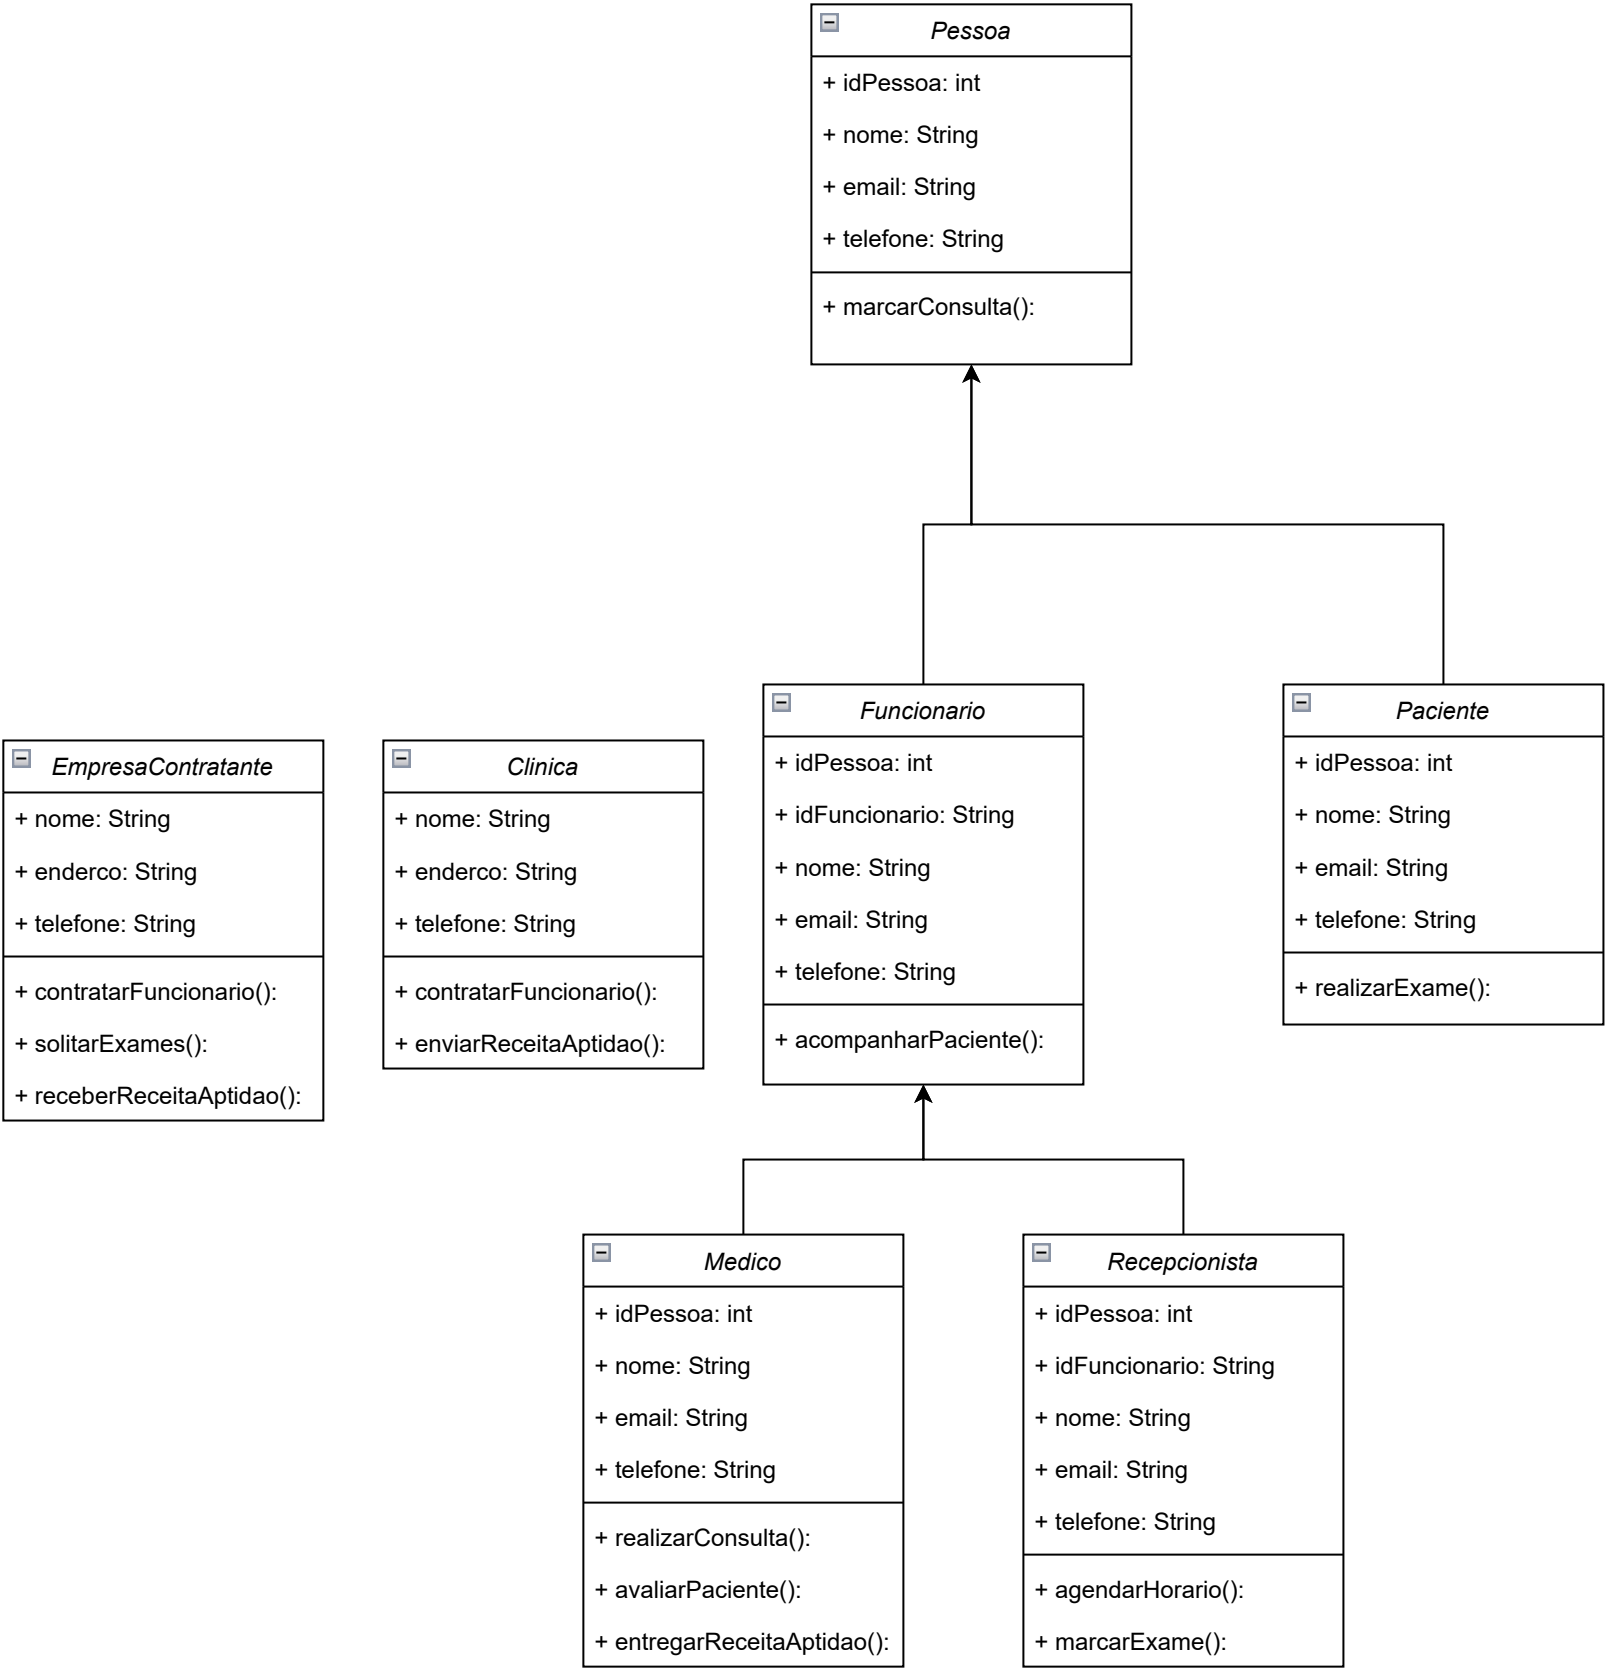 Pessoa
+ idPessoa: int
+ nome: String
+ email: String
+ telefone: String
+ marcarConsulta():
EmpresaContratante
+ nome: String
+ enderco: String
+ telefone: String
+ contratarFuncionario():
+ solitarExames():
+ receberReceitaAptidao():
Clinica
+ nome: String
+ enderco: String
+ telefone: String
+ contratarFuncionario():
+ enviarReceitaAptidao():
Funcionario
+ idPessoa: int
+ idFuncionario: String
+ nome: String
+ email: String
+ telefone: String
+ acompanharPaciente():
Paciente
+ idPessoa: int
+ nome: String
+ email: String
+ telefone: String
+ realizarExame():
Medico
+ idPessoa: int
+ nome: String
+ email: String
+ telefone: String
+ realizarConsulta():
+ avaliarPaciente():
+ entregarReceitaAptidao():
Recepcionista
+ idPessoa: int
+ idFuncionario: String
+ nome: String
+ email: String
+ telefone: String
+ agendarHorario():
+ marcarExame():